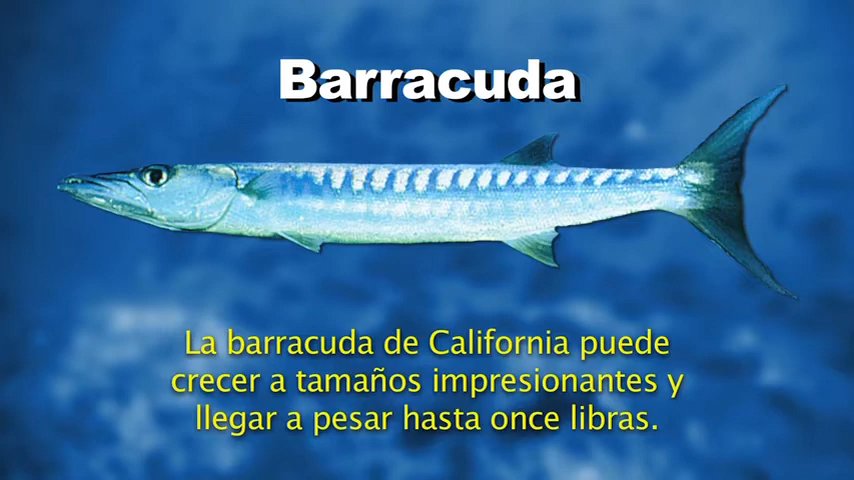 Barracuda
La barracuda de California puede
crecer a tamaños impresionantes y
llegar a pesar hasta once libras.